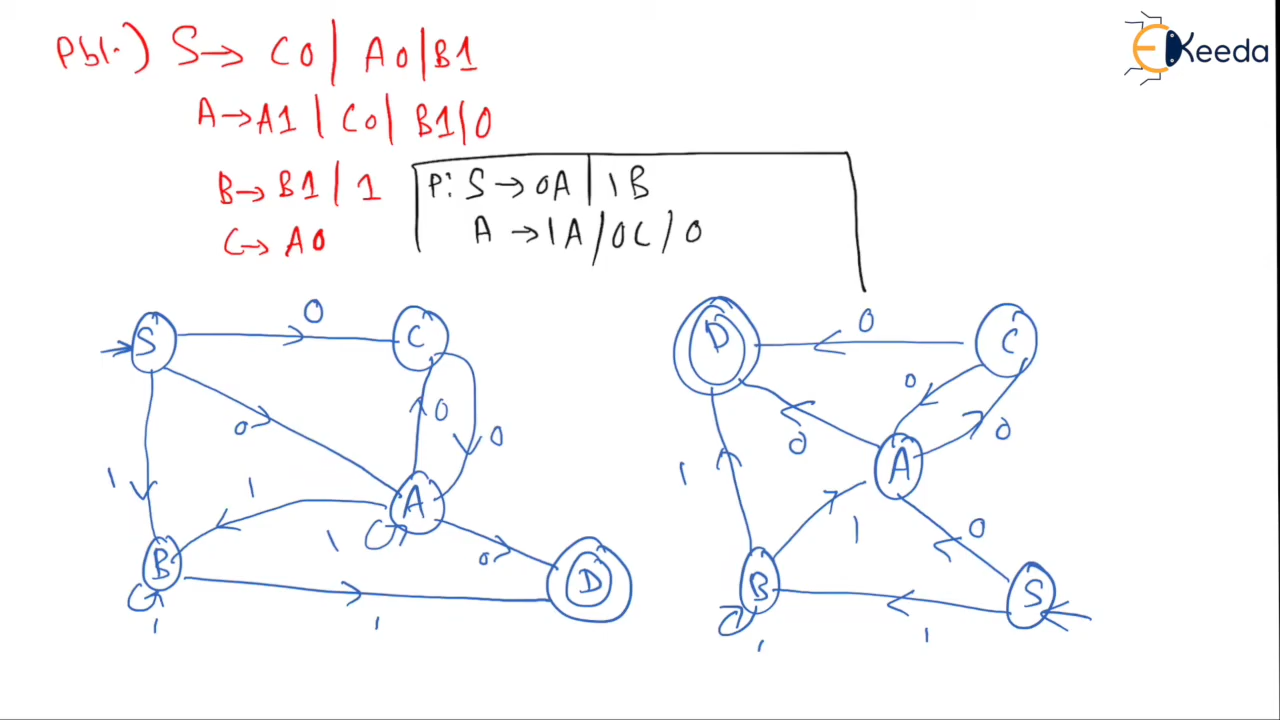 Pbl.) S → C0 | A0 | B1
A → A1 | C0 | B1 | 0
B → B1 | 1
C → A0
P: S → 0A | 1B
A → 1A / 0C / 0
EKeeda
S 0 C
0 0 0
1 1 A
1 0
B D
1 1
D 0 C
0 0
0 A
1 1 0
B S
1 1